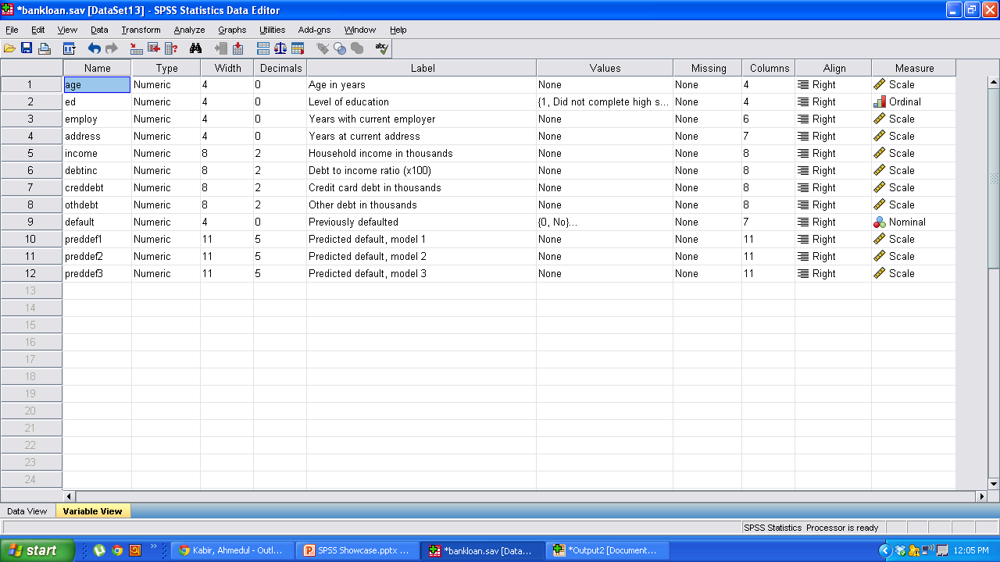 *bankloan.sav [DataSet13] - SPSS Statistics Data Editor
File Edit View Data Transform Analyze Graphs Utilities Add-ons Window Help
Name Type Width Decimals Label Values Missing Columns Align Measure
1 age Numeric 4 0 Age in years None None 4 Right Scale
2 ed Numeric 4 0 Level of education {1, Did not complete high s... None 4 Right Ordinal
3 employ Numeric 4 0 Years with current employer None None 6 Right Scale
4 address Numeric 4 0 Years at current address None None 7 Right Scale
5 income Numeric 8 2 Household income in thousands None None 8 Right Scale
6 debtinc Numeric 8 2 Debt to income ratio (x100) None None 8 Right Scale
7 creddebt Numeric 8 2 Credit card debt in thousands None None 8 Right Scale
8 othdebt Numeric 8 2 Other debt in thousands None None 8 Right Scale
9 default Numeric 4 0 Previously defaulted {0, No}... None 7 Right Nominal
10 preddef1 Numeric 11 5 Predicted default, model 1 None None 11 Right Scale
11 preddef2 Numeric 11 5 Predicted default, model 2 None None 11 Right Scale
12 preddef3 Numeric 11 5 Predicted default, model 3 None None 11 Right Scale
13
14
15
16
17
18
19
20
21
22
23
24
Data View Variable View
SPSS Statistics Processor is ready
start Kabir, Ahmedul - Outl... SPSS Showcase.pptx ... *bankloan.sav [Data... *Output2 [Document... 12:05 PM